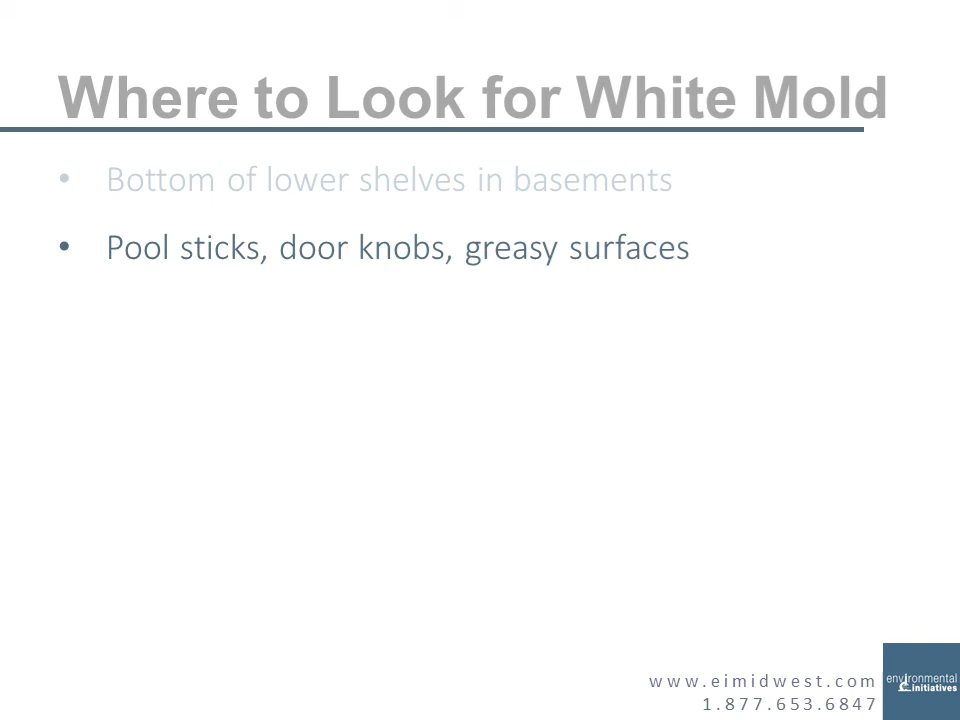 Where to Look for White Mold
• Bottom of lower shelves in basements
• Pool sticks, door knobs, greasy surfaces
www.eimidwest.com
1.877.653.6847
environmental
initiatives